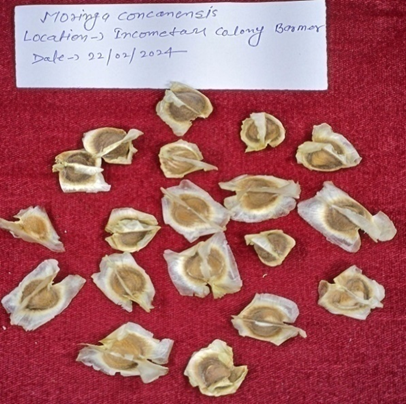 Moringa concanensis
Location→ Incometax Colony Barmer
Date→ 22/02/2024